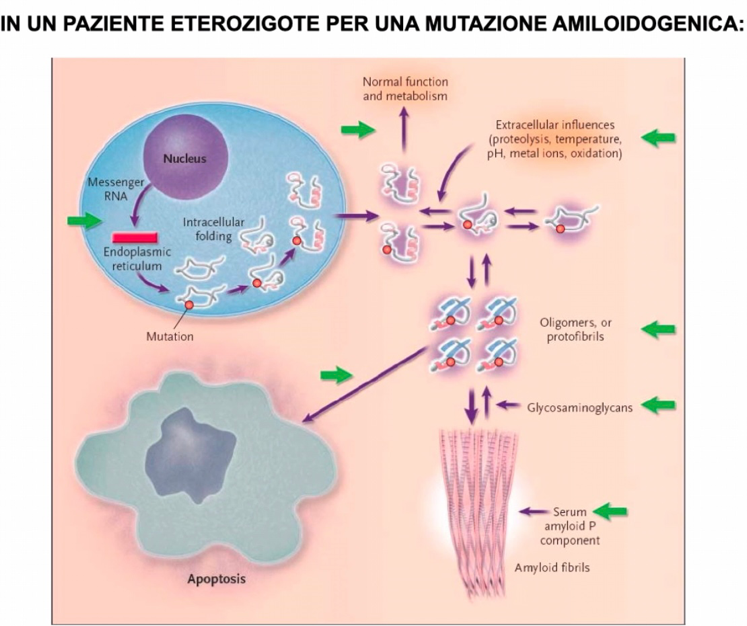 IN UN PAZIENTE ETEROZIGOTE PER UNA MUTAZIONE AMILOIDOGENICA:
Normal function
and metabolism
Extracellular influences
(proteolysis, temperature,
pH, metal ions, oxidation)
Nucleus
Messenger
RNA
Intracellular
folding
Endoplasmic
reticulum
Mutation
Oligomers, or
protofibrils
Glycosaminoglycans
Serum
amyloid P
component
Amyloid fibrils
Apoptosis